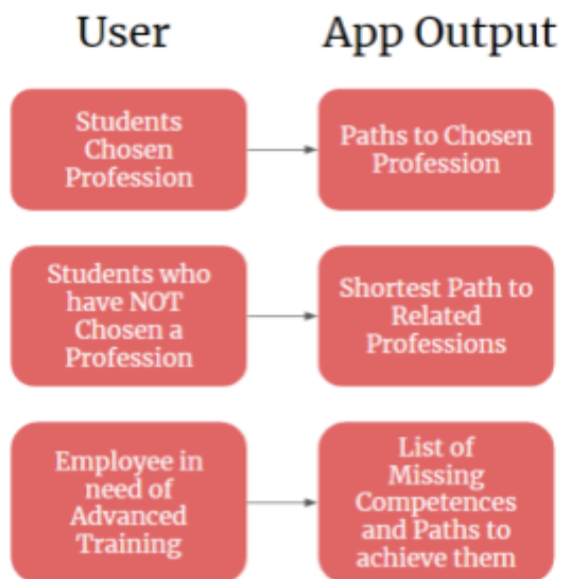 User
App Output
Students
Chosen
Profession
Paths to Chosen
Profession
Students who
have NOT
Chosen a
Profession
Shortest Path to
Related
Professions
Employee in
need of
Advanced
Training
List of
Missing
Competences
and Paths to
achieve them